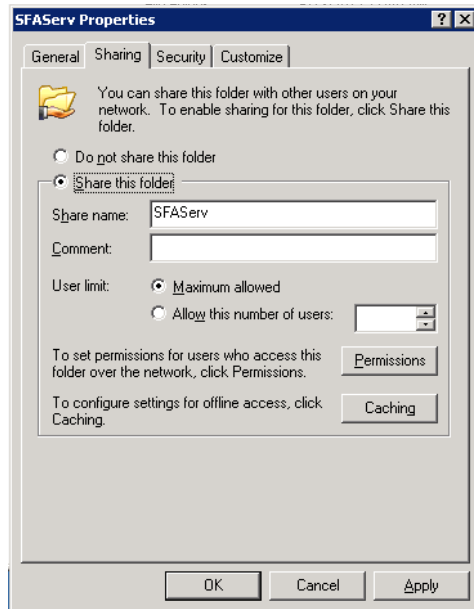 SFAServ Properties
General Sharing Security Customize
You can share this folder with other users on your
network. To enable sharing for this folder, click Share this
folder.
Do not share this folder
Share this folder
Share name: SFAServ
Comment:
User limit: Maximum allowed
Allow this number of users:
To set permissions for users who access this
folder over the network, click Permissions.
Permissions
To configure settings for offline access, click
Caching.
Caching
OK Cancel Apply